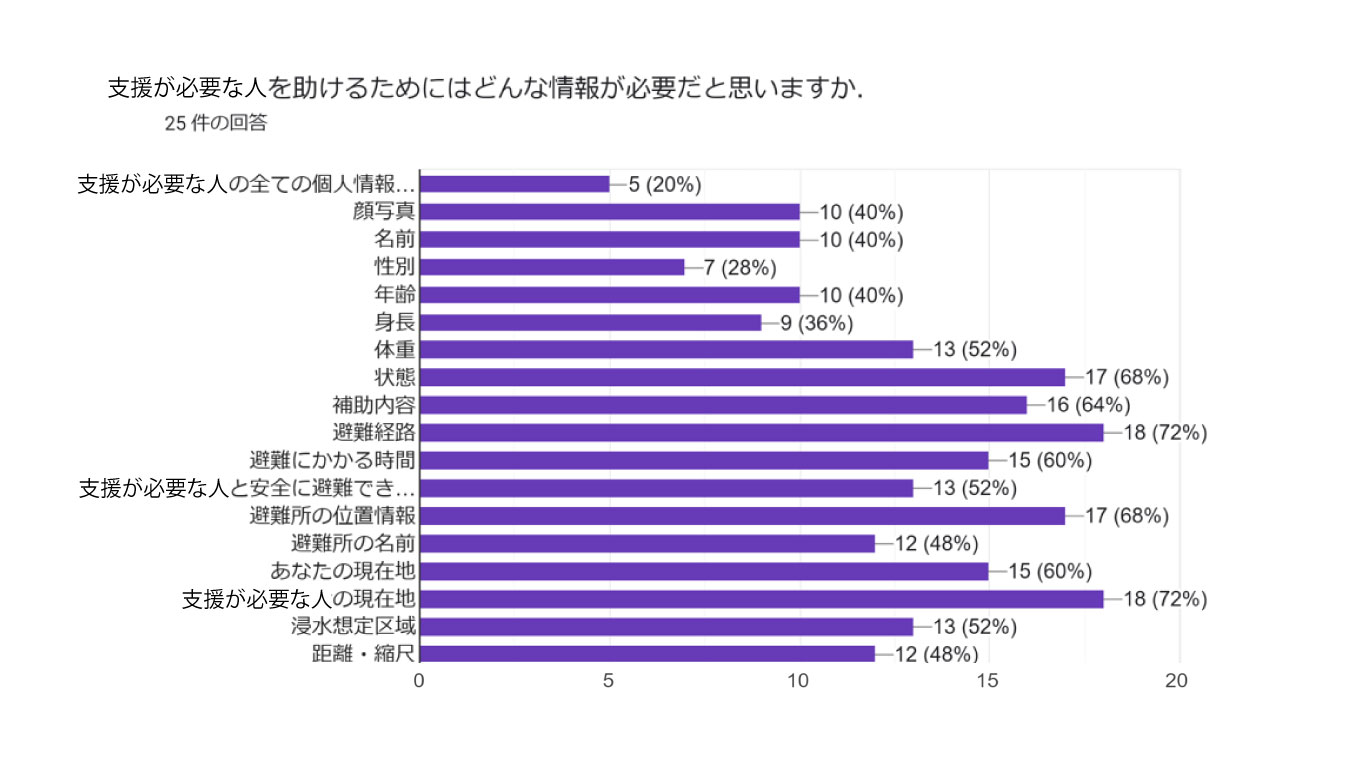 支援が必要な人を助けるためにはどんな情報が必要だと思いますか.
25 件の回答
支援が必要な人の全ての個人情報… 5 (20%)
顔写真 10 (40%)
名前 10 (40%)
性別 7 (28%)
年齢 10 (40%)
身長 9 (36%)
体重 13 (52%)
状態 17 (68%)
補助内容 16 (64%)
避難経路 18 (72%)
避難にかかる時間 15 (60%)
支援が必要な人と安全に避難でき… 13 (52%)
避難所の位置情報 17 (68%)
避難所の名前 12 (48%)
あなたの現在地 15 (60%)
支援が必要な人の現在地 18 (72%)
浸水想定区域 13 (52%)
距離・縮尺 12 (48%)
0 5 10 15 20